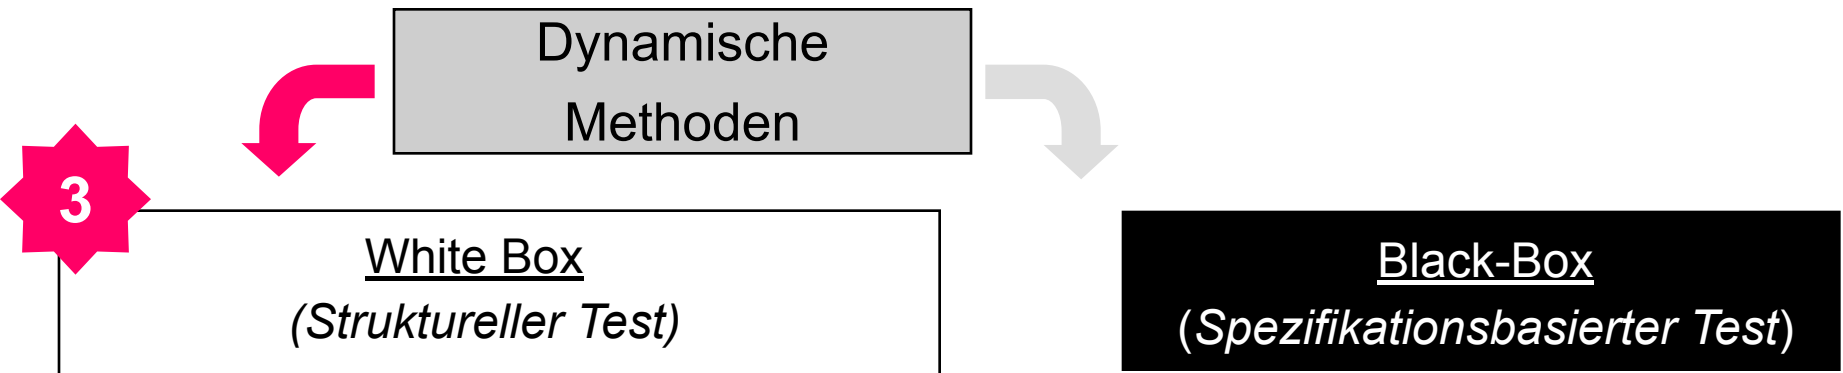 Dynamische
Methoden
3
White Box
(Struktureller Test)
Black-Box
(Spezifikationsbasierter Test)